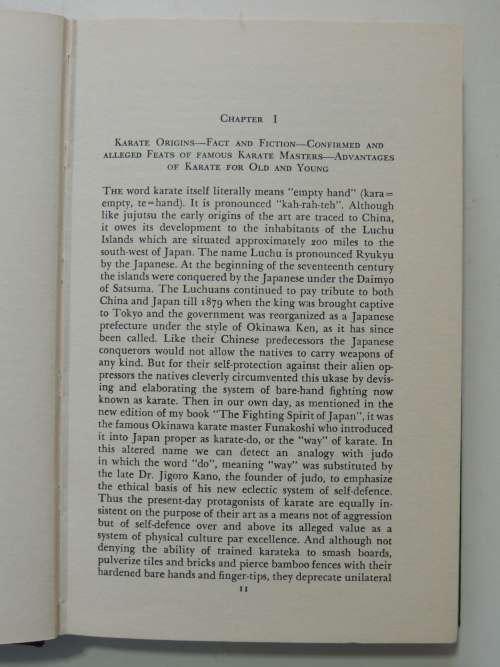 Chapter I
Karate Origins—Fact and Fiction—Confirmed and
alleged Feats of famous Karate Masters—Advantages
of Karate for Old and Young
The word karate itself literally means "empty hand" (kara=
empty, te=hand). It is pronounced "kah-rah-teh". Although
like jujutsu the early origins of the art are traced to China,
it owes its development to the inhabitants of the Luchu
Islands which are situated approximately 200 miles to the
south-west of Japan. The name Luchu is pronounced Ryukyu
by the Japanese. At the beginning of the seventeenth century
the islands were conquered by the Japanese under the Daimyo
of Satsuma. The Luchuans continued to pay tribute to both
China and Japan till 1879 when the king was brought captive
to Tokyo and the government was reorganized as a Japanese
prefecture under the style of Okinawa Ken, as it has since
been called. Like their Chinese predecessors the Japanese
conquerors would not allow the natives to carry weapons of
any kind. But for their self-protection against their alien op-
pressors the natives cleverly circumvented this ukase by devis-
ing and elaborating the system of bare-hand fighting now
known as karate. Then in our own day, as mentioned in the
new edition of my book "The Fighting Spirit of Japan", it was
the famous Okinawa karate master Funakoshi who introduced
it into Japan proper as karate-do, or the "way" of karate. In
this altered name we can detect an analogy with judo
in which the word "do", meaning "way" was substituted by
the late Dr. Jigoro Kano, the founder of judo, to emphasize
the ethical basis of his new eclectic system of self-defence.
Thus the present-day protagonists of karate are equally in-
sistent on the purpose of their art as a means not of aggression
but of self-defence over and above its alleged value as a
system of physical culture par excellence. And although not
denying the ability of trained karateka to smash boards,
pulverize tiles and bricks and pierce bamboo fences with their
hardened bare hands and finger-tips, they deprecate unilateral
11